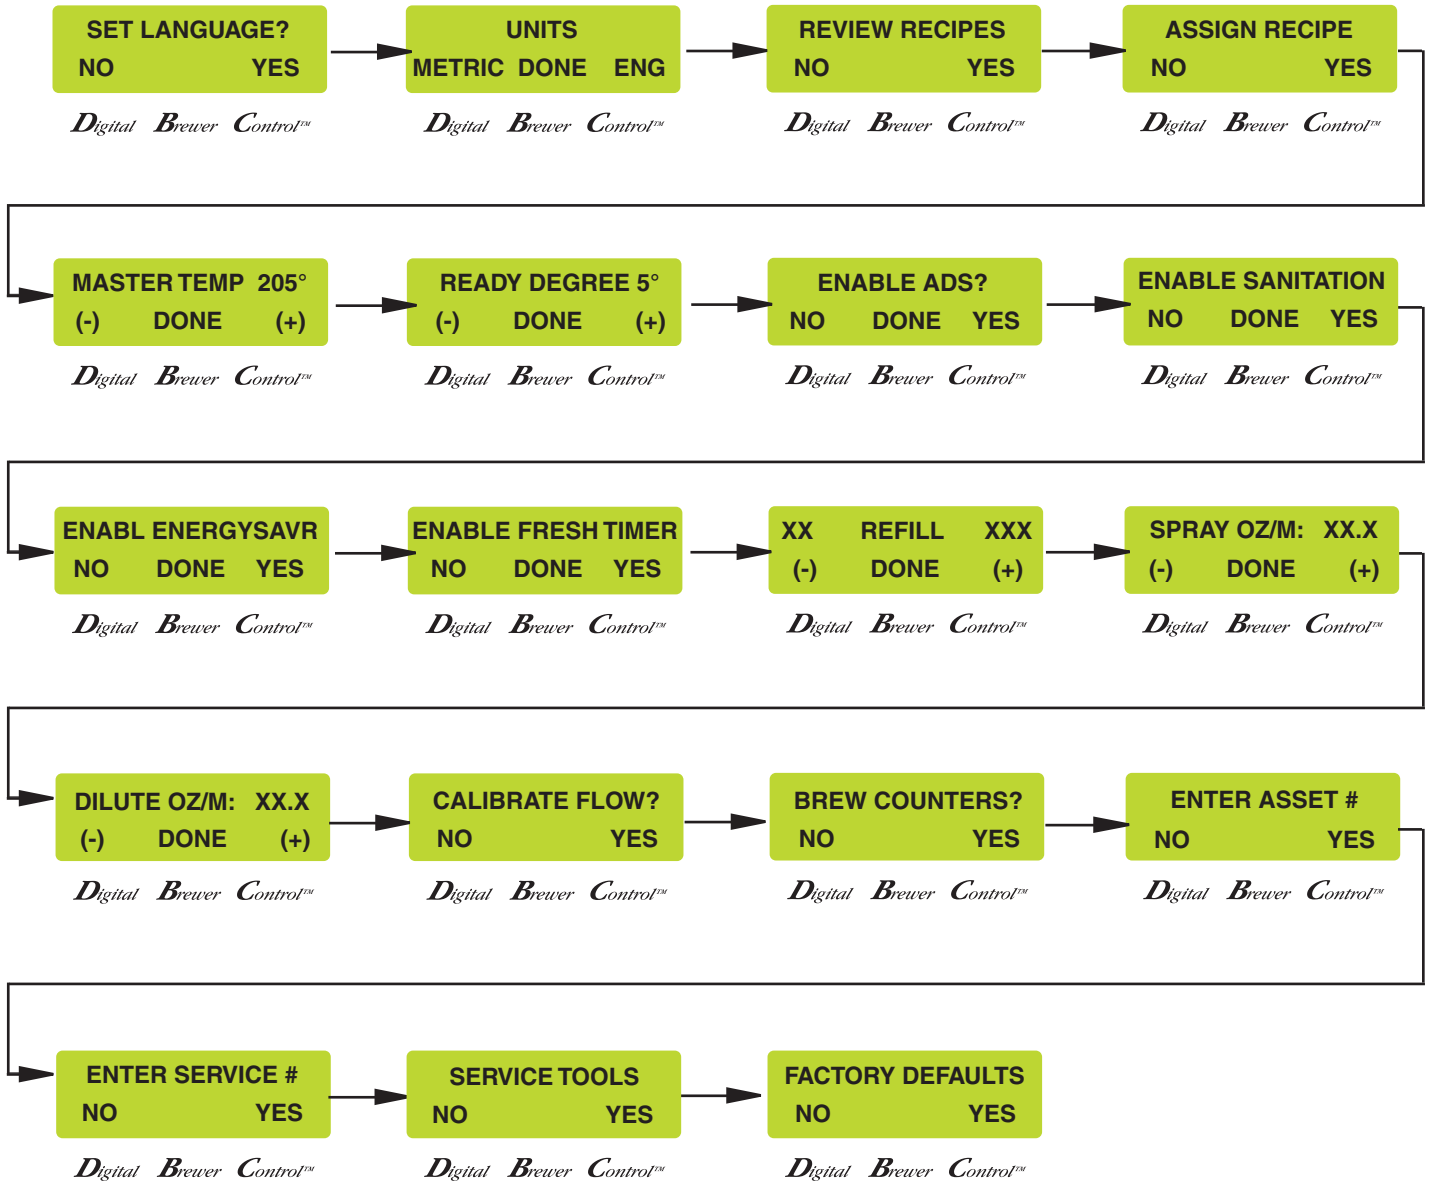 SET LANGUAGE?
NO YES
Digital Brewer Control™
UNITS
METRIC DONE ENG
Digital Brewer Control™
REVIEW RECIPES
NO YES
Digital Brewer Control™
ASSIGN RECIPE
NO YES
Digital Brewer Control™
MASTER TEMP 205°
(-) DONE (+)
Digital Brewer Control™
READY DEGREE 5°
(-) DONE (+)
Digital Brewer Control™
ENABLE ADS?
NO DONE YES
Digital Brewer Control™
ENABLE SANITATION
NO DONE YES
Digital Brewer Control™
ENABL ENERGYSAVR
NO DONE YES
Digital Brewer Control™
ENABLE FRESH TIMER
NO DONE YES
Digital Brewer Control™
XX REFILL XXX
(-) DONE (+)
Digital Brewer Control™
SPRAY OZ/M: XX.X
(-) DONE (+)
Digital Brewer Control™
DILUTE OZ/M: XX.X
(-) DONE (+)
Digital Brewer Control™
CALIBRATE FLOW?
NO YES
Digital Brewer Control™
BREW COUNTERS?
NO YES
Digital Brewer Control™
ENTER ASSET #
NO YES
Digital Brewer Control™
ENTER SERVICE #
NO YES
Digital Brewer Control™
SERVICE TOOLS
NO YES
Digital Brewer Control™
FACTORY DEFAULTS
NO YES
Digital Brewer Control™